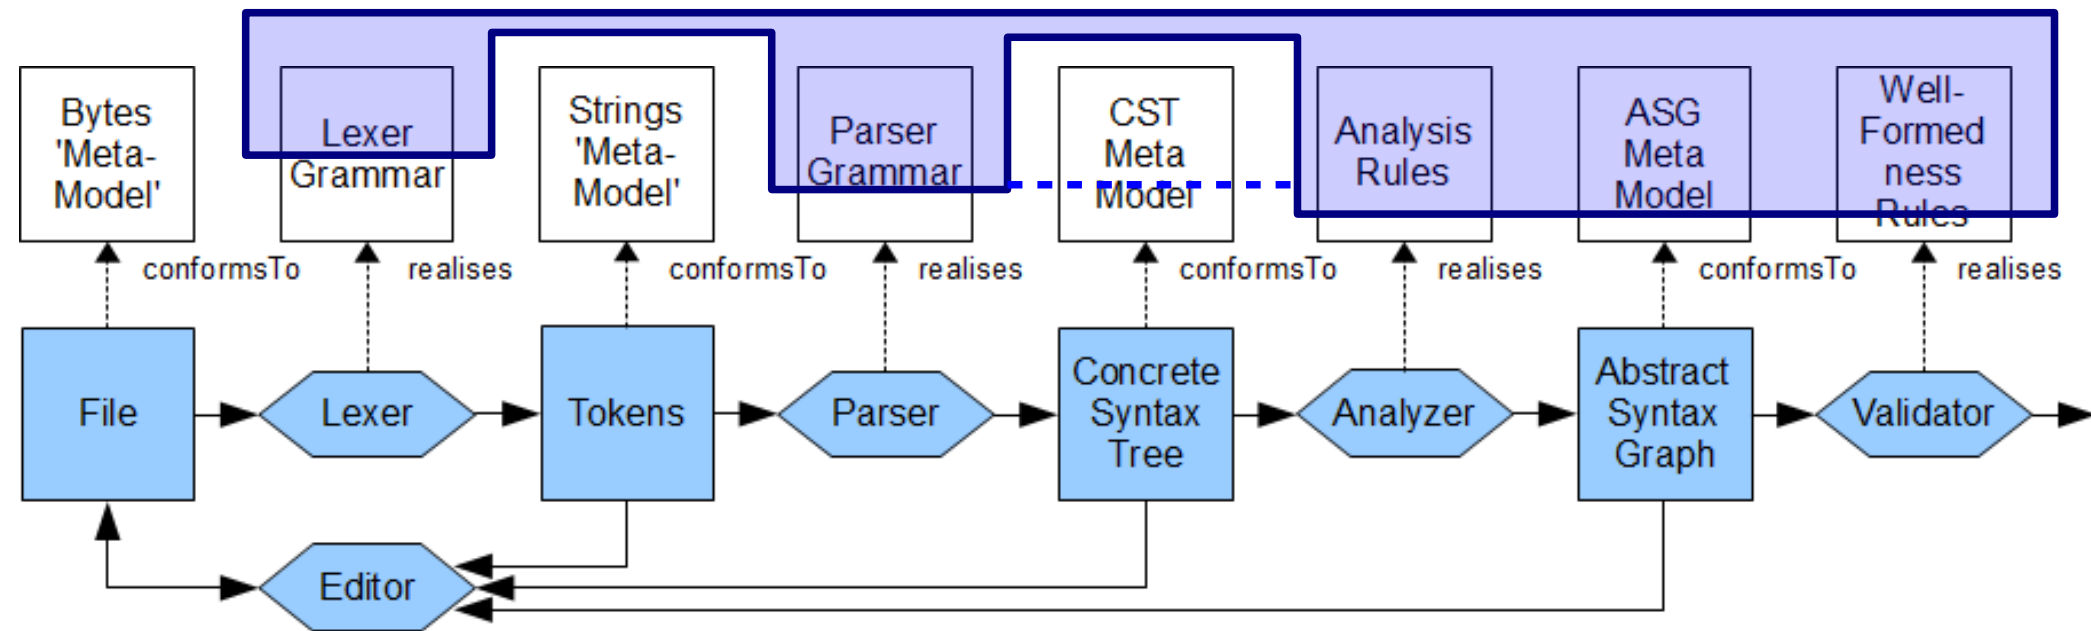 Bytes
'Meta-
Model'
Lexer
Grammar
Strings
'Meta-
Model'
Parser
Grammar
CST
Meta
Model
Analysis
Rules
ASG
Meta
Model
Well-
Formed
ness
Rules
conformsTo
realises
conformsTo
realises
conformsTo
realises
conformsTo
realises
File
Lexer
Tokens
Parser
Concrete
Syntax
Tree
Analyzer
Abstract
Syntax
Graph
Validator
Editor